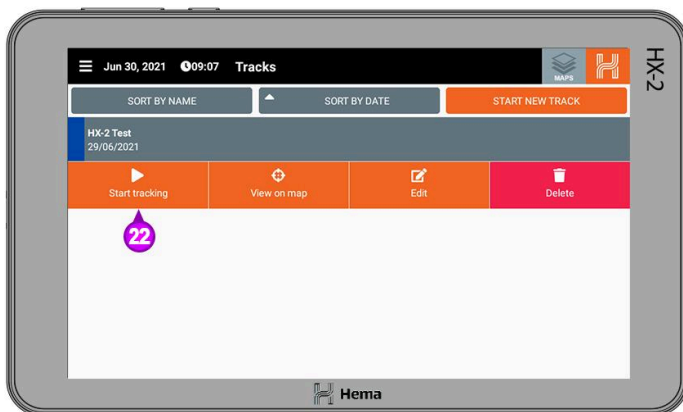 Jun 30, 2021 09:07 Tracks
MAPS
SORT BY NAME
SORT BY DATE
START NEW TRACK
HX-2 Test
29/06/2021
Start tracking
View on map
Edit
Delete
22
Hema
HX-2